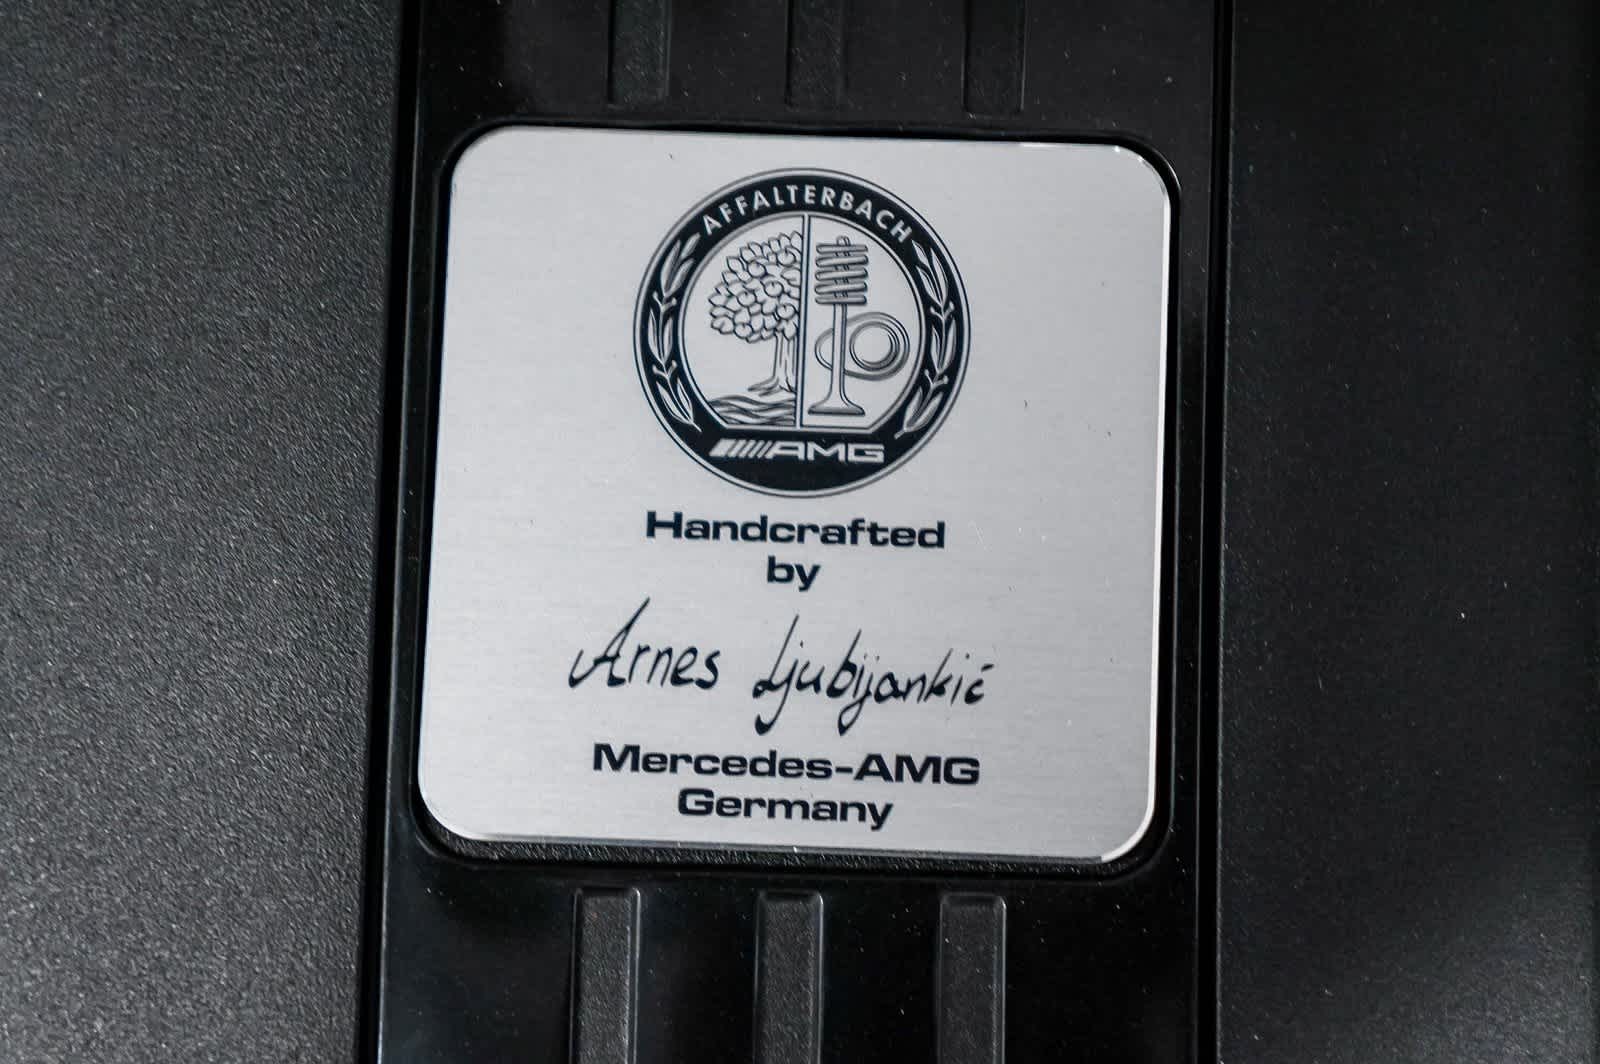 AFFALTERBACH
AMG
Handcrafted
by
Arnes Ljubijankić
Mercedes-AMG
Germany